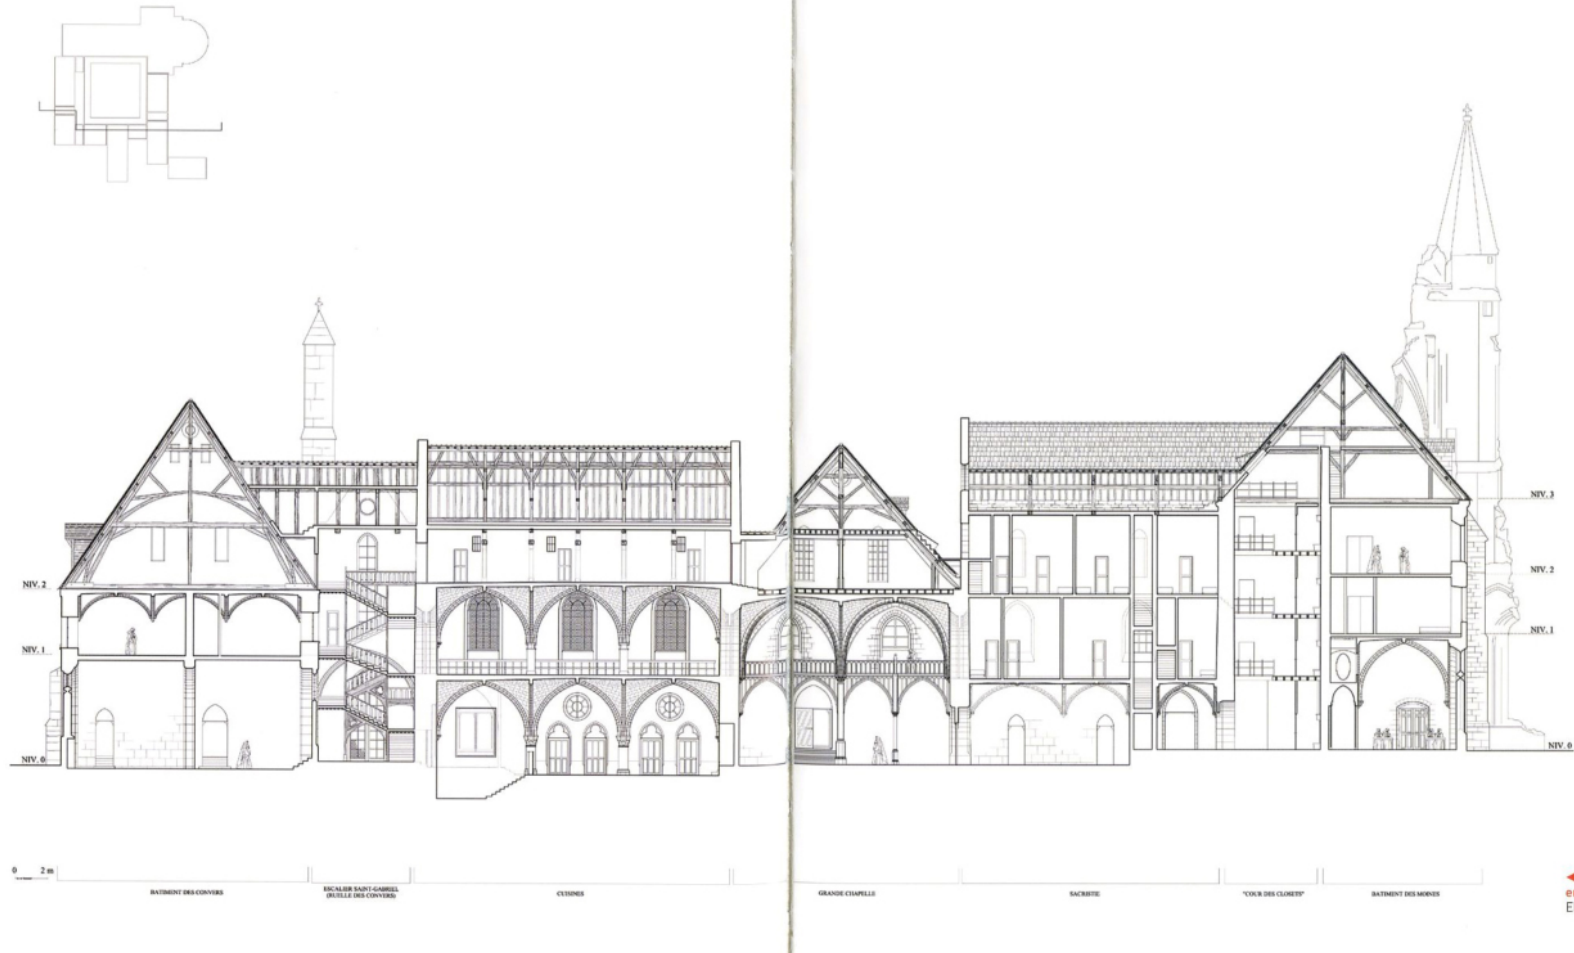 NIV. 3
NIV. 2
NIV. 2
NIV. 1
NIV. 1
NIV. 0
NIV. 0
0 2 m
BATIMENT DES CONVERS
ESCALIER SAINT-GABRIEL
(RUELLE DES CONVERS)
CUISINES
GRANDE CHAPELLE
SACRISTIE
"COUR DES CLOSETS"
BATIMENT DES MOINES